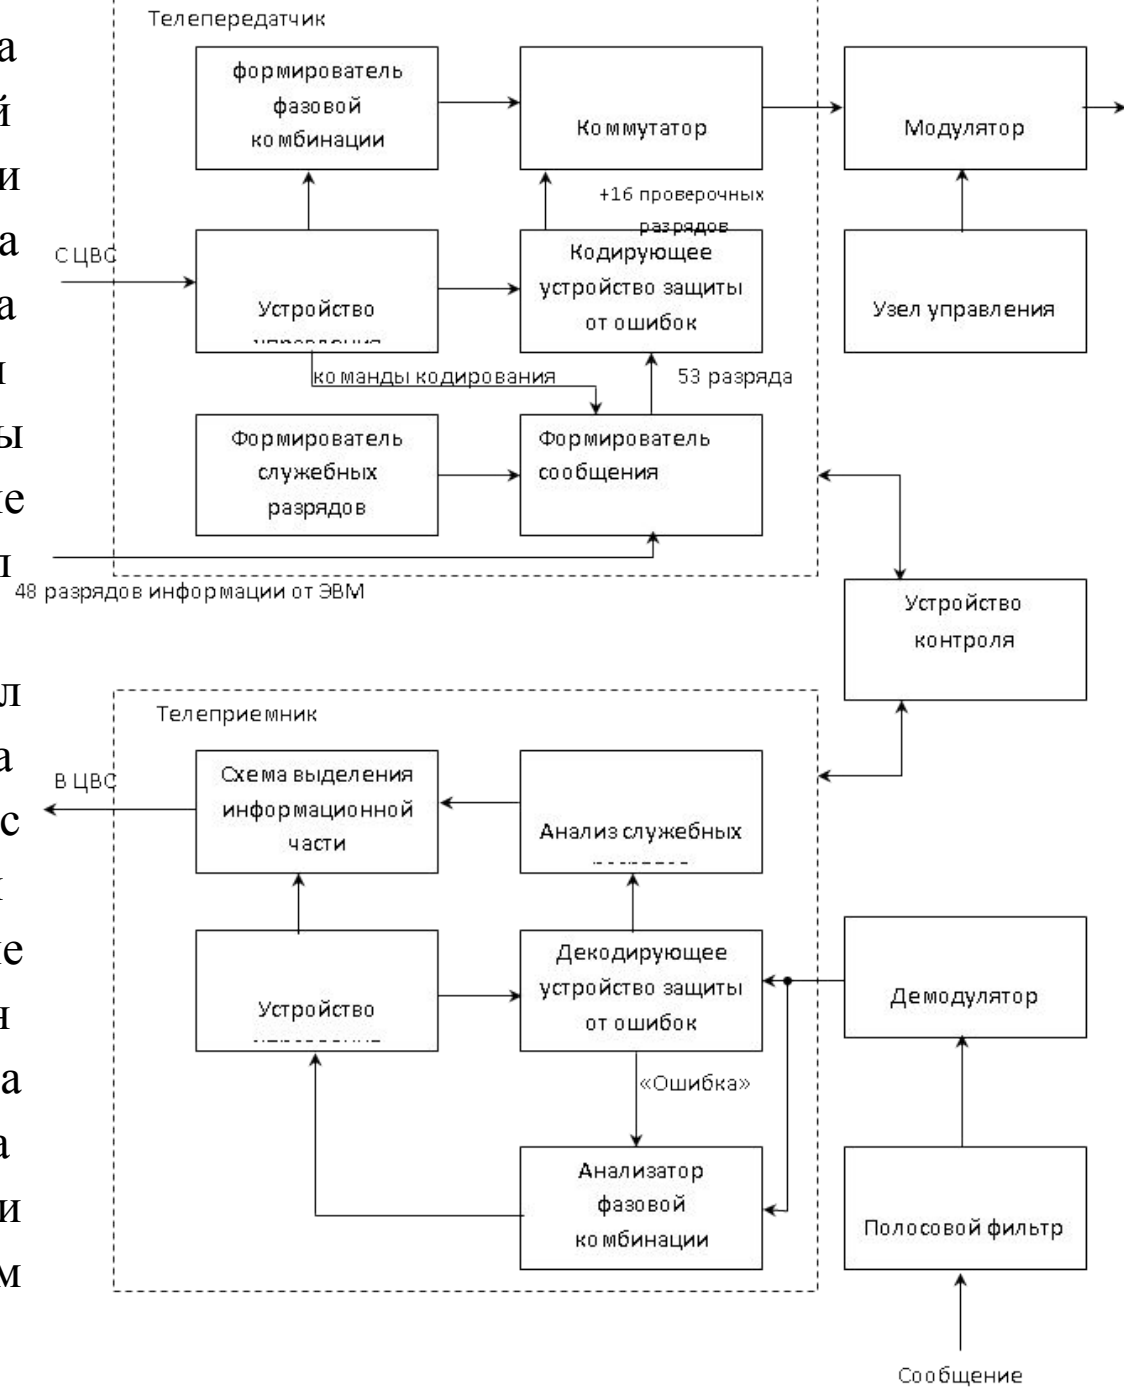 а
й
и
а
а
ы
л
а
с
а
а
и
м
Телепередатчик
формирователь
фазовой
комбинации
Коммутатор
Модулятор
+16 проверочных
разрядов
С ЦВС
Устройство
Кодирующее
устройство защиты
от ошибок
Узел управления
команды кодирования
53 разряда
Формирователь
служебных
разрядов
Формирователь
сообщения
48 разрядов информации от ЭВМ
Устройство
контроля
Телеприемник
В ЦВС
Схема выделения
информационной
части
Анализ служебных
Устройство
Декодирующее
устройство защиты
от ошибок
Демодулятор
«Ошибка»
Анализатор
фазовой
комбинации
Полосовой фильтр
Сообщение